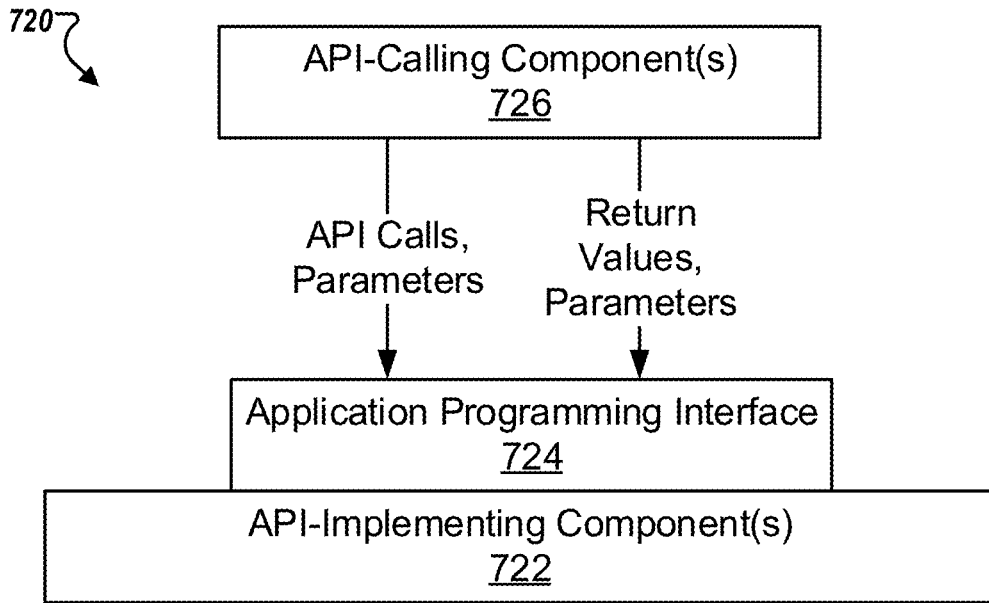 720
API-Calling Component(s)
726
API Calls,
Parameters
Return
Values,
Parameters
Application Programming Interface
724
API-Implementing Component(s)
722